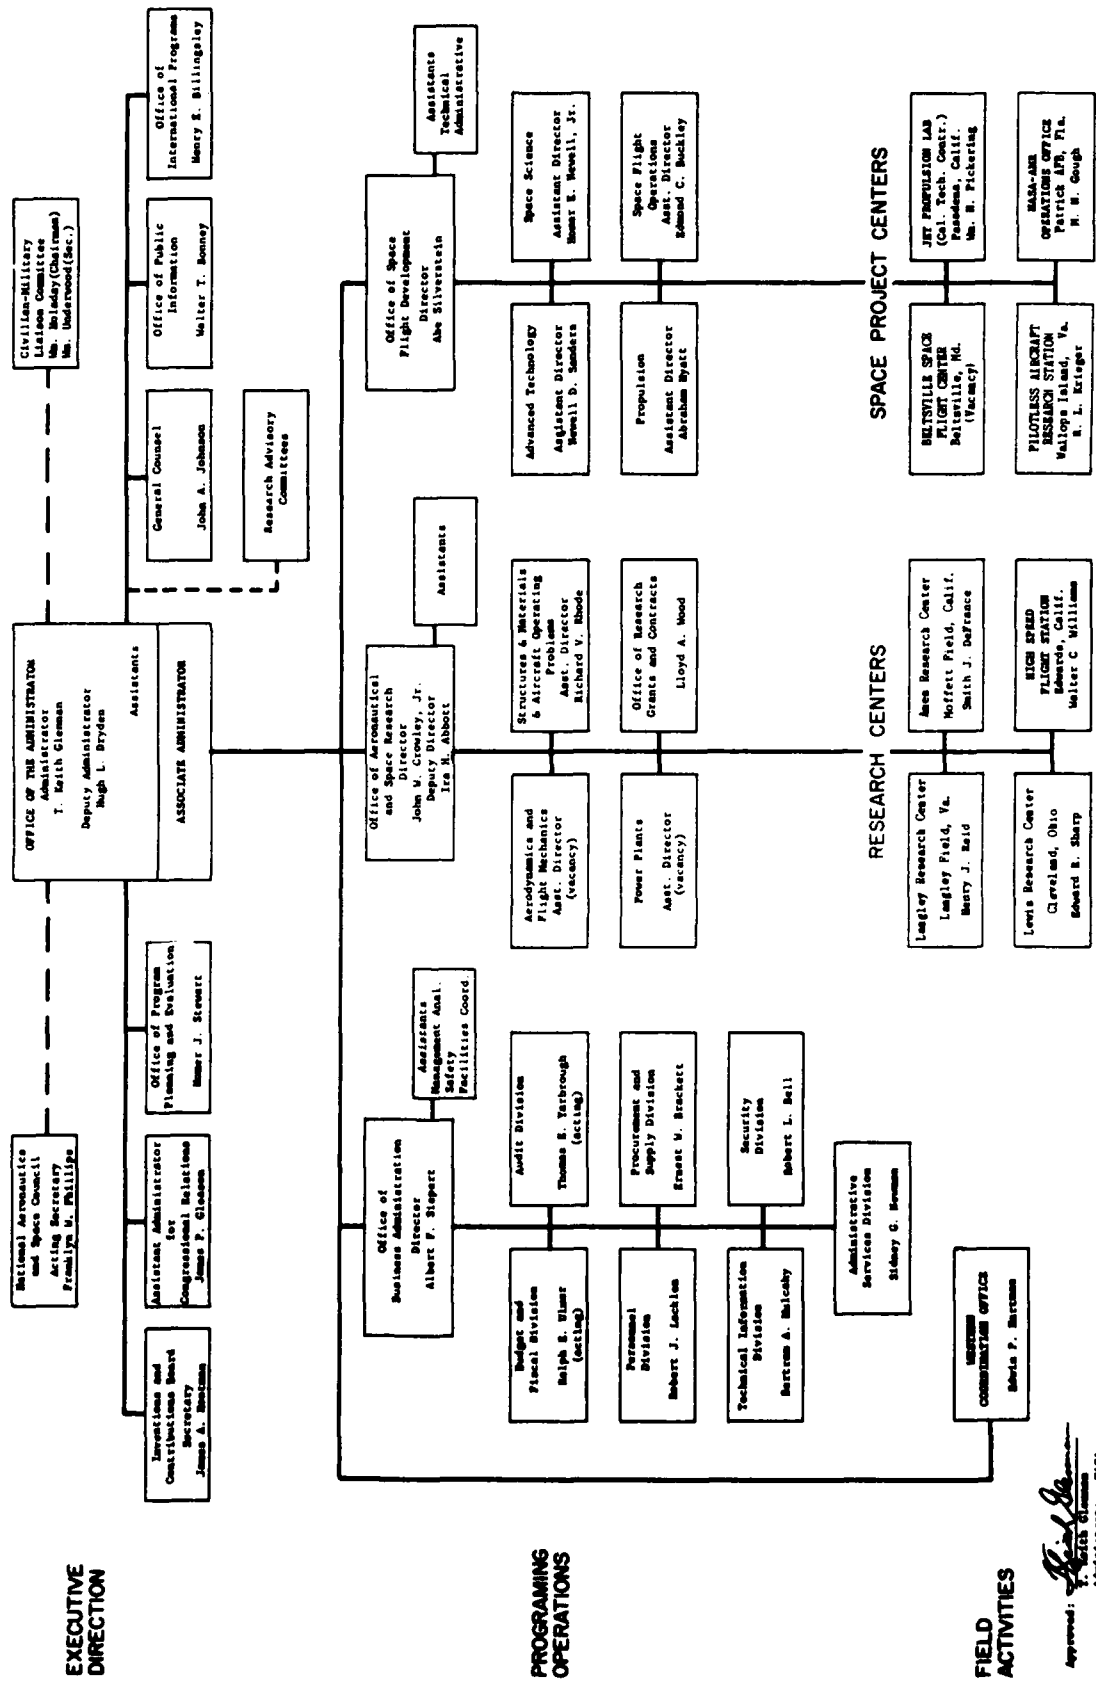 EXECUTIVE
DIRECTION
National Aeronautics
and Space Council
Acting Secretary
Franklyn W. Phillips
OFFICE OF THE ADMINISTRATOR
Administrator
T. Keith Glennan
Deputy Administrator
Hugh L. Dryden
Assistants
ASSOCIATE ADMINISTRATOR
Civilian-Military
Liaison Committee
Wm. Holaday(Chairman)
Wm. Underwood(Sec.)
Inventions and
Contributions Board
Secretary
James A. Hootman
Assistant Administrator
for
Congressional Relations
James P. Gleason
Office of Program
Planning and Evaluation
Homer J. Stewart
General Counsel
John A. Johnson
Office of Public
Information
Walter T. Bonney
Office of
International Programs
Henry E. Billingsley
Research Advisory
Committees
PROGRAMING
OPERATIONS
Office of
Business Administration
Director
Albert F. Siepert
Assistants
Management Anal.
Safety
Facilities Coord.
Office of Aeronautical
and Space Research
Director
John W. Crowley, Jr.
Deputy Director
Ira H. Abbott
Assistants
Office of Space
Flight Development
Director
Abe Silverstein
Assistants
Technical
Administrative
Budget and
Fiscal Division
Ralph E. Ulmer
(acting)
Audit Division
Thomas E. Yarbrough
(acting)
Aerodynamics and
Flight Mechanics
Asst. Director
(vacancy)
Structures & Materials
& Aircraft Operating
Problems
Asst. Director
Richard V. Rhode
Advanced Technology
Assistant Director
Newell D. Sanders
Space Science
Assistant Director
Homer E. Newell, Jr.
Personnel
Division
Robert J. Lacklen
Procurement and
Supply Division
Ernest W. Brackett
Power Plants
Asst. Director
(vacancy)
Office of Research
Grants and Contracts
Lloyd A. Wood
Propulsion
Assistant Director
Abraham Hyatt
Space Flight
Operations
Asst. Director
Edmond C. Buckley
Technical Information
Division
Bertram A. Mulcahy
Security
Division
Robert L. Bell
Administrative
Services Division
Sidney G. Newman
FIELD
ACTIVITIES
WESTERN
COORDINATION OFFICE
Edwin P. Hartman
RESEARCH CENTERS
Langley Research Center
Langley Field, Va.
Henry J. Reid
Ames Research Center
Moffett Field, Calif.
Smith J. DeFrance
Lewis Research Center
Cleveland, Ohio
Edward R. Sharp
HIGH SPEED
FLIGHT STATION
Edwards, Calif.
Walter C Williams
SPACE PROJECT CENTERS
BELTSVILLE SPACE
FLIGHT CENTER
Beltsville, Md.
(Vacancy)
JET PROPULSION LAB
(Cal. Tech. Contr.)
Pasadena, Calif.
Wm. H. Pickering
PILOTLESS AIRCRAFT
RESEARCH STATION
Wallops Island, Va.
R. L. Krieger
NASA-AMR
OPERATIONS OFFICE
Patrick AFB, Fla.
M. N. Gough
Approved:
T. Keith Glennan